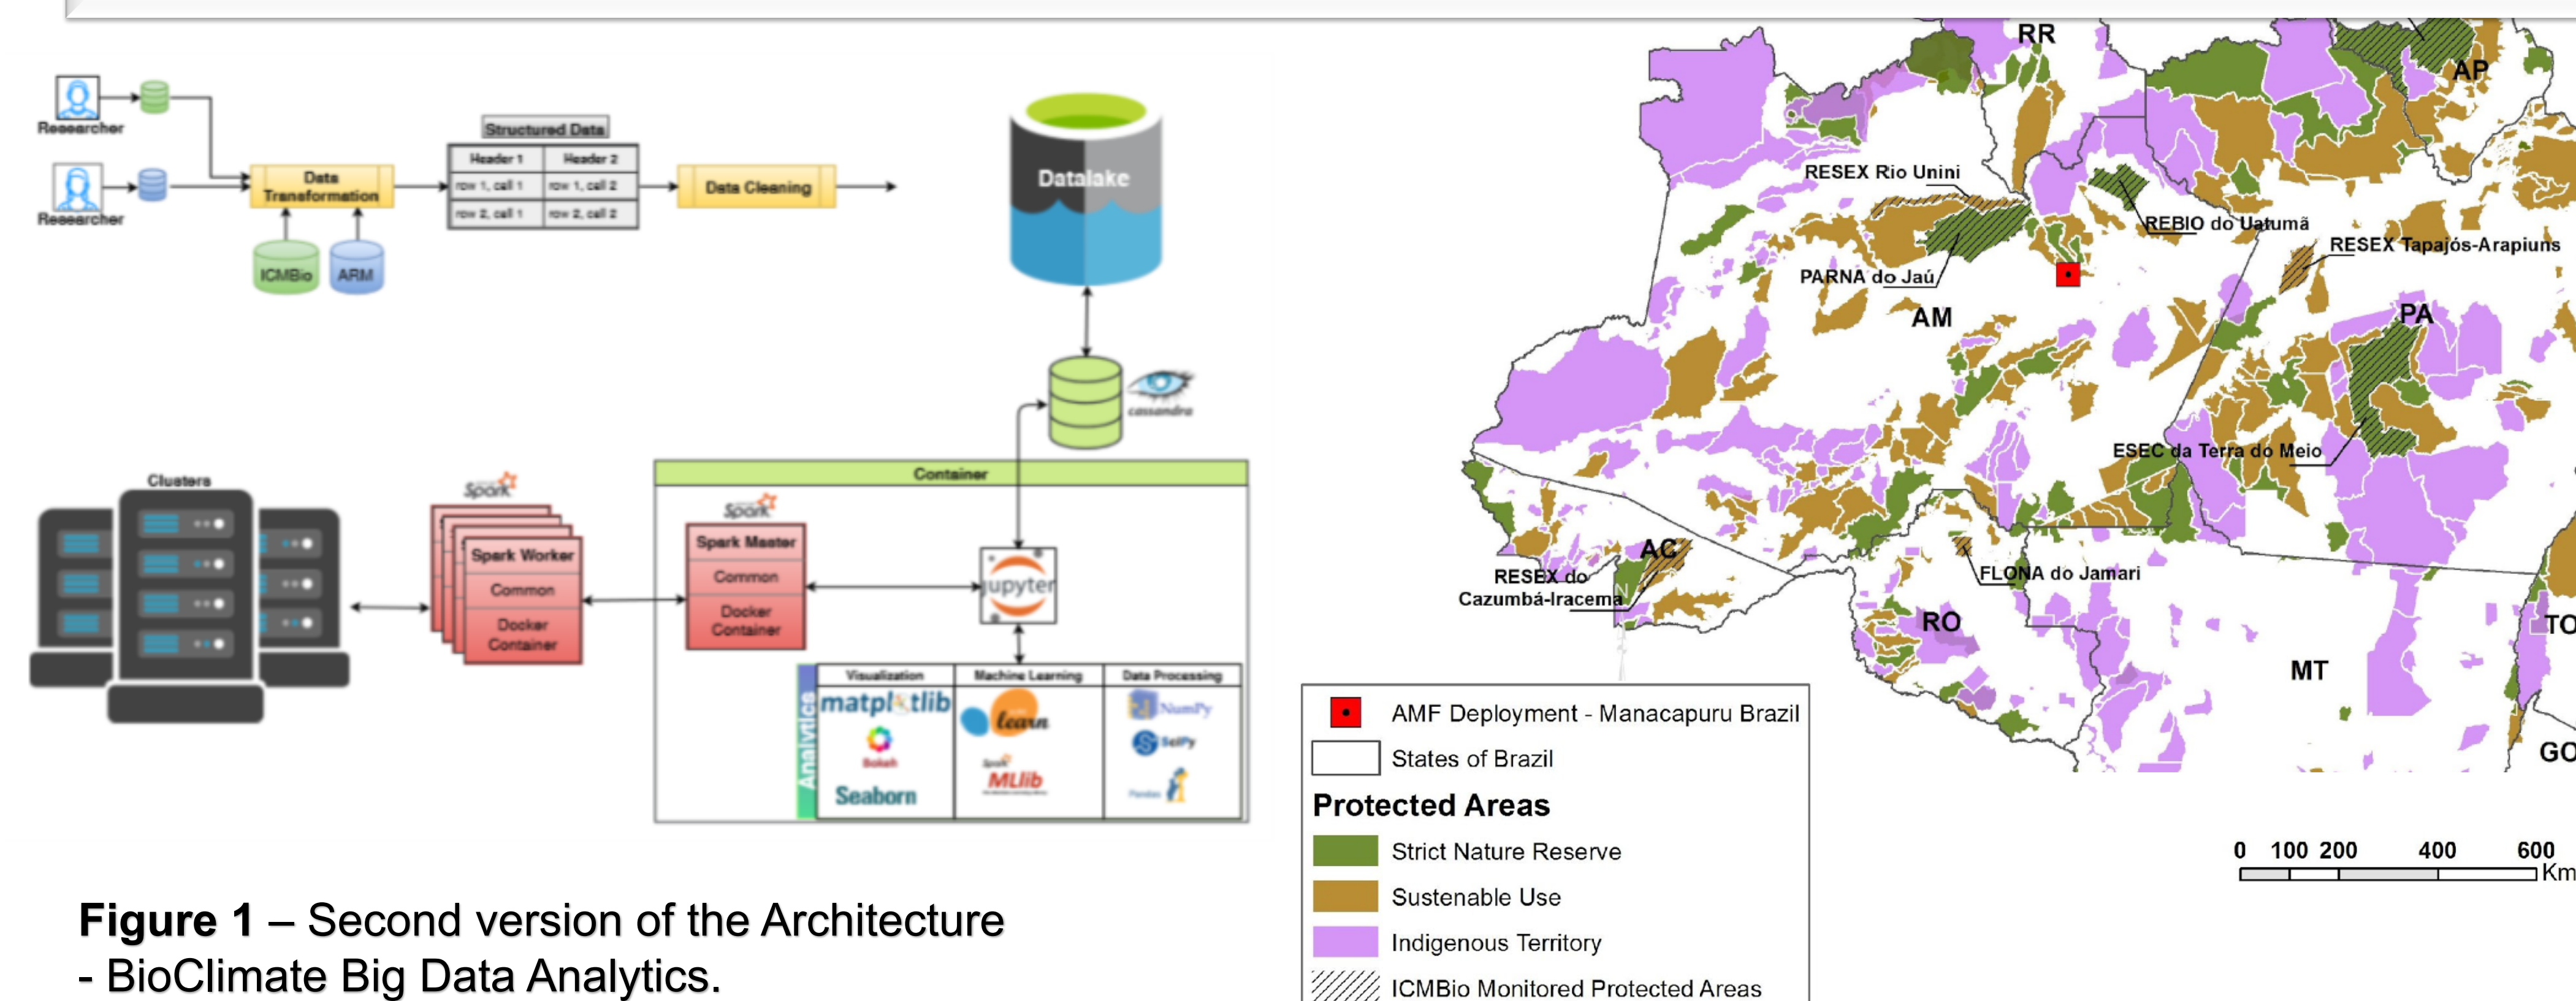 Researcher
Researcher
Data
Transformation
ICMBio
ARM
Structured Data
Header 1
Header 2
row 1, cell 1
row 1, cell 2
row 2, cell 1
row 2, cell 2
Data Cleaning
Datalake
cassandra
Clusters
Spark
Spark Worker
Common
Docker
Container
Container
Spark
Spark Master
Common
Docker
Container
jupyter
Analytics
Visualization
Machine Learning
Data Processing
matplotlib
Bokeh
Seaborn
learn
Spark
MLlib
NumPy
SciPy
Pandas
Figure 1 – Second version of the Architecture
- BioClimate Big Data Analytics.
RR
AP
RESEX Rio Unini
REBIO do Uatumã
RESEX Tapajós-Arapiuns
PARNA do Jaú
AM
PA
ESEC da Terra do Meio
AC
RESEX do
Cazumbá-Iracema
FLONA do Jamari
RO
TO
MT
GO
N
AMF Deployment - Manacapuru Brazil
States of Brazil
Protected Areas
Strict Nature Reserve
Sustenable Use
Indigenous Territory
ICMBio Monitored Protected Areas
0 100 200 400 600
Km